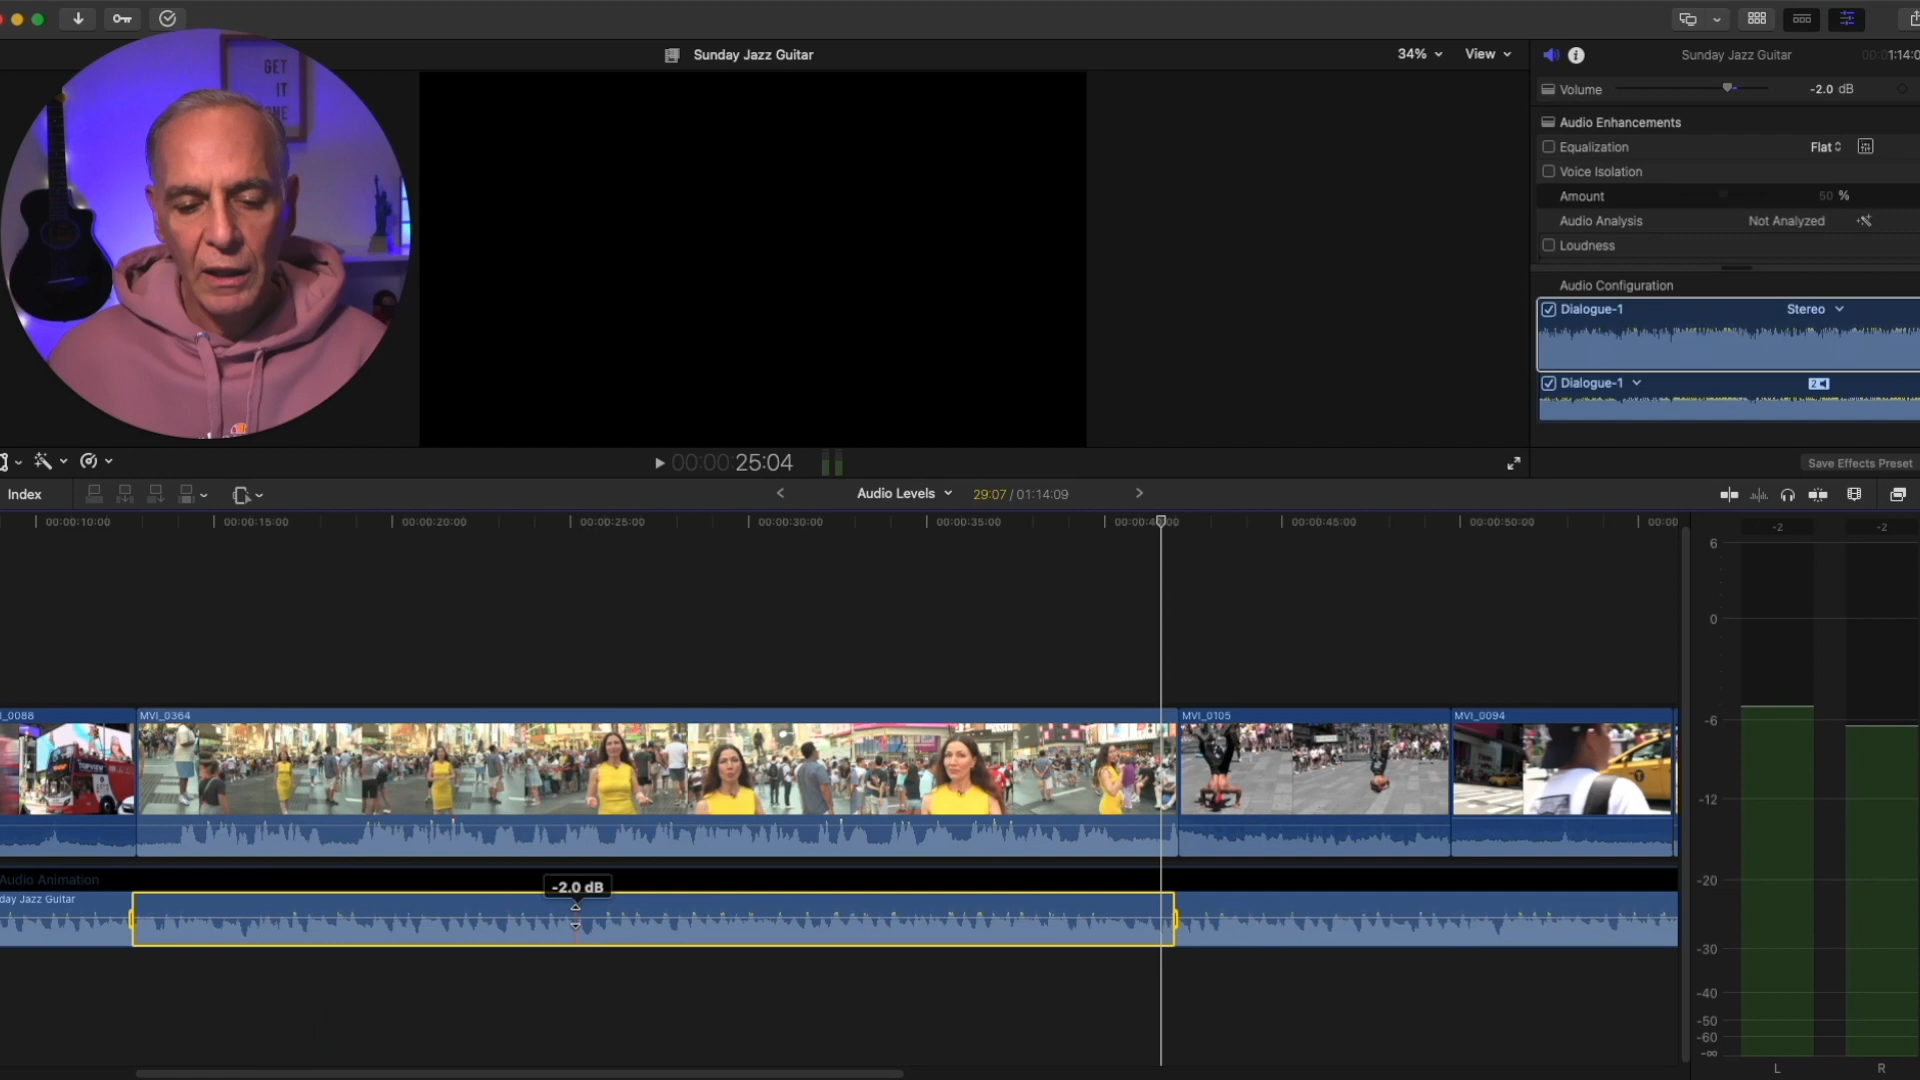 Sunday Jazz Guitar
34%
View
Sunday Jazz Guitar
1:14:0
GET
IT
Volume
-2.0 dB
Audio Enhancements
Equalization
Flat
Voice Isolation
Amount
50 %
Audio Analysis
Not Analyzed
Loudness
Audio Configuration
Dialogue-1
Stereo
Dialogue-1
2
00:00:25:04
Save Effects Preset
Index
Audio Levels
29:07 / 01:14:09
00:00:10:00
00:00:15:00
00:00:20:00
00:00:25:00
00:00:30:00
00:00:35:00
00:00:4 :00
00:00:45:00
00:00:50:00
00:00
-2
-2
6
0
-6
-12
-20
-30
-40
-50
-60
-∞
L
R
I_0088
MVI_0364
MVI_0105
MVI_0094
Audio Animation
day Jazz Guitar
-2.0 dB